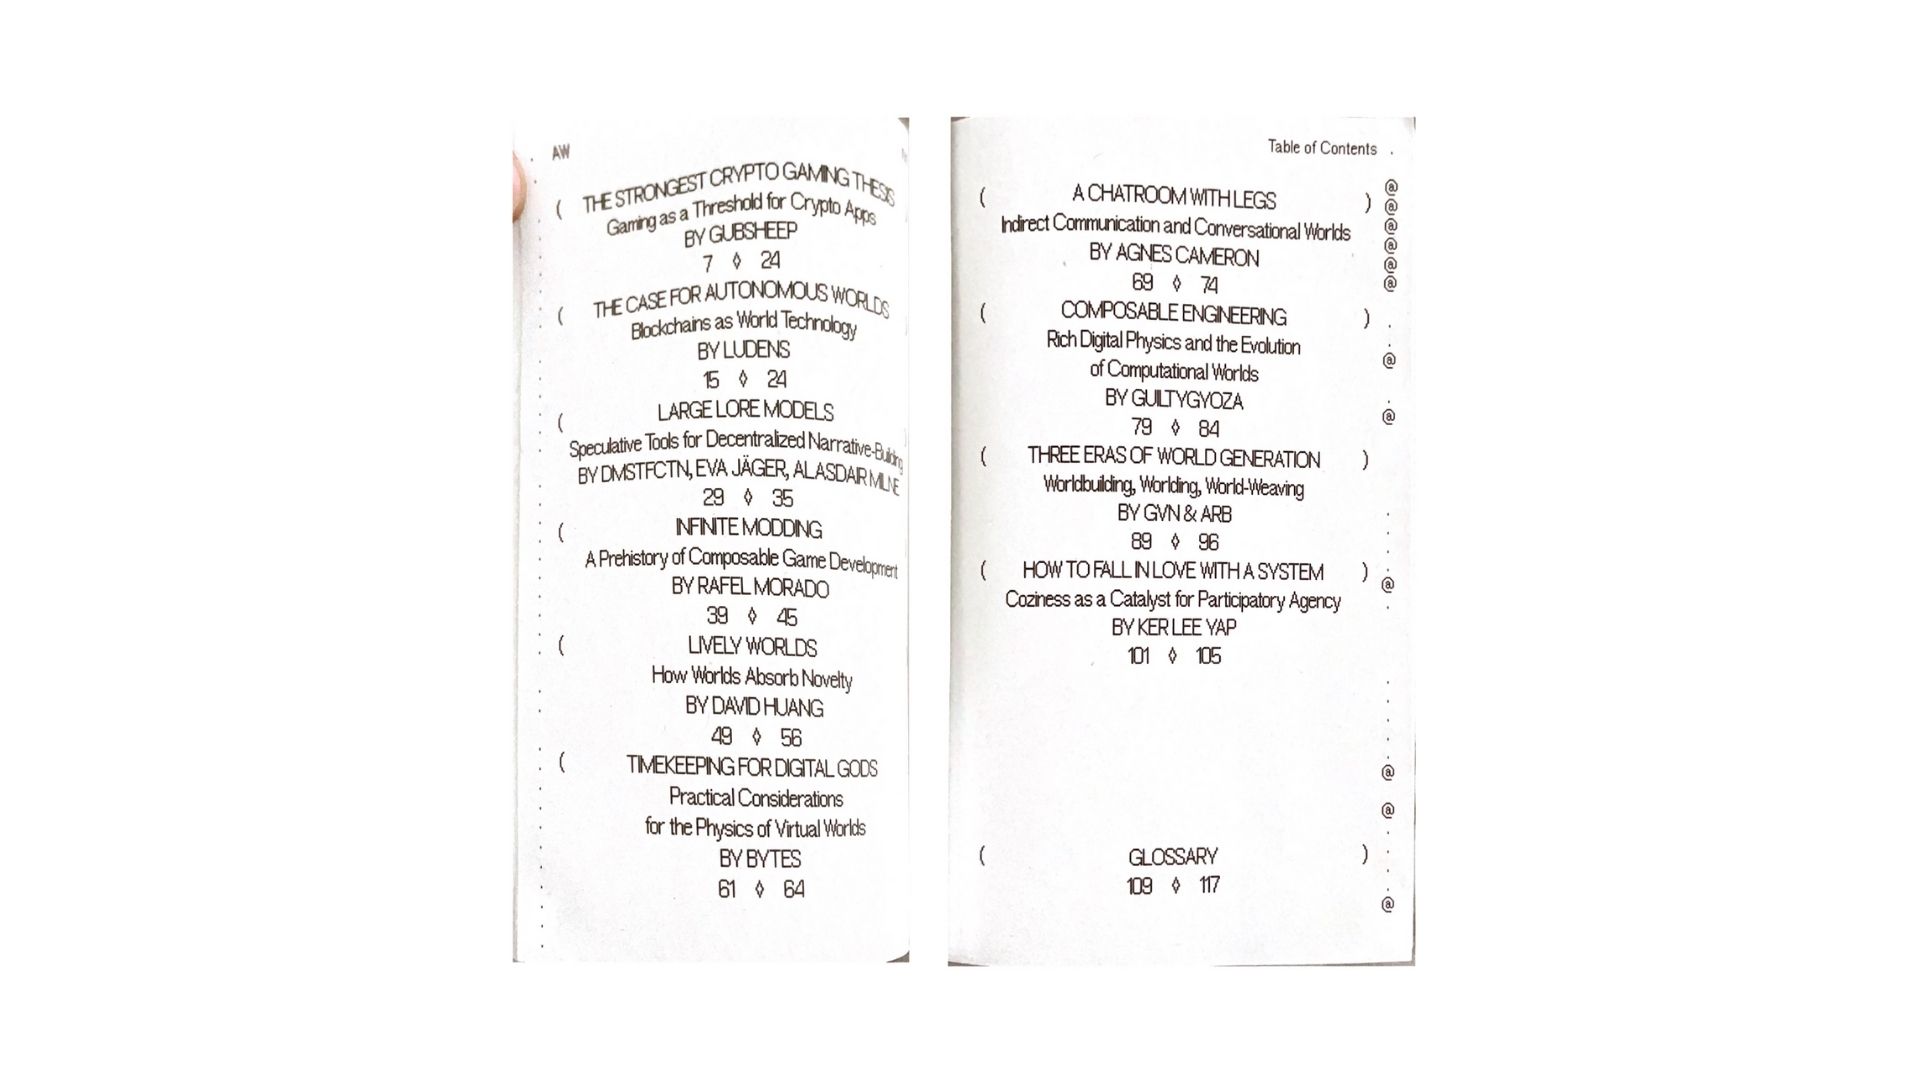 AW
( THE STRONGEST CRYPTO GAMING THESIS
Gaming as a Threshold for Crypto Apps
BY GUBSHEEP
7 ◊ 24
( THE CASE FOR AUTONOMOUS WORLDS
Blockchains as World Technology
BY LUDENS
15 ◊ 24
( LARGE LORE MODELS
Speculative Tools for Decentralized Narrative-Building
BY DMSTFCTN, EVA JÄGER, ALASDAIR MILNE
29 ◊ 35
( INFINITE MODDING
A Prehistory of Composable Game Development
BY RAFEL MORADO
39 ◊ 45
( LIVELY WORLDS
How Worlds Absorb Novelty
BY DAVID HUANG
49 ◊ 56
( TIMEKEEPING FOR DIGITAL GODS
Practical Considerations
for the Physics of Virtual Worlds
BY BYTES
61 ◊ 64
Table of Contents
( A CHATROOM WITH LEGS ) @
@
Indirect Communication and Conversational Worlds @
@
BY AGNES CAMERON @
69 ◊ 74 @
( COMPOSABLE ENGINEERING )
Rich Digital Physics and the Evolution
of Computational Worlds @
BY GUILTYGYOZA
79 ◊ 84 @
( THREE ERAS OF WORLD GENERATION )
Worldbuilding, Worlding, World-Weaving
BY GVN & ARB
89 ◊ 96
( HOW TO FALL IN LOVE WITH A SYSTEM ) @
Coziness as a Catalyst for Participatory Agency
BY KER LEE YAP
101 ◊ 105
@
@
( GLOSSARY )
109 ◊ 117
@